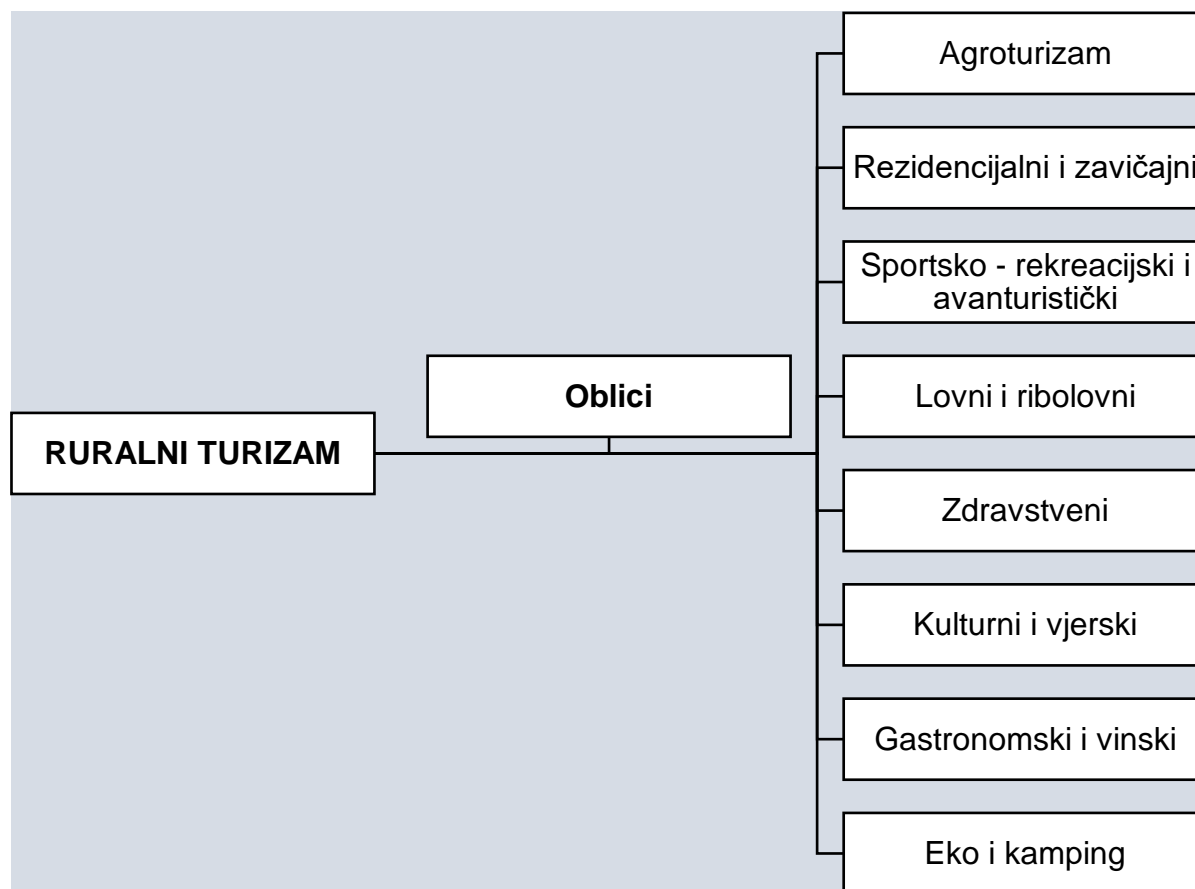 RURALNI TURIZAM
Oblici
Agroturizam
Rezidencijalni i zavičajni
Sportsko - rekreacijski i
avanturistički
Lovni i ribolovni
Zdravstveni
Kulturni i vjerski
Gastronomski i vinski
Eko i kamping